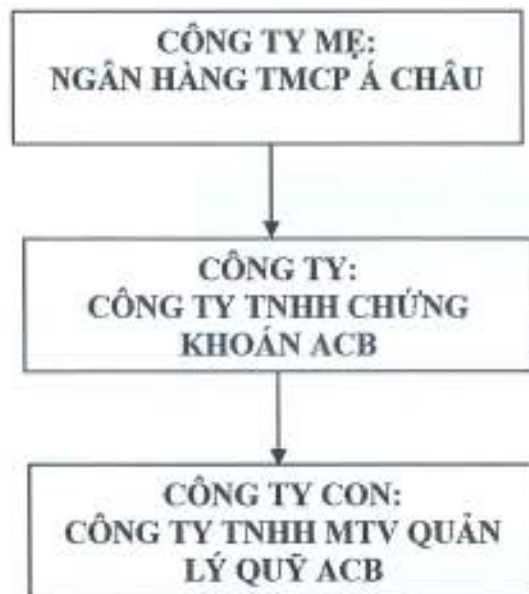 CÔNG TY MẸ:
NGÂN HÀNG TMCP Á CHÂU
CÔNG TY:
CÔNG TY TNHH CHỨNG
KHOÁN ACB
CÔNG TY CON:
CÔNG TY TNHH MTV QUẢN
LÝ QUỸ ACB